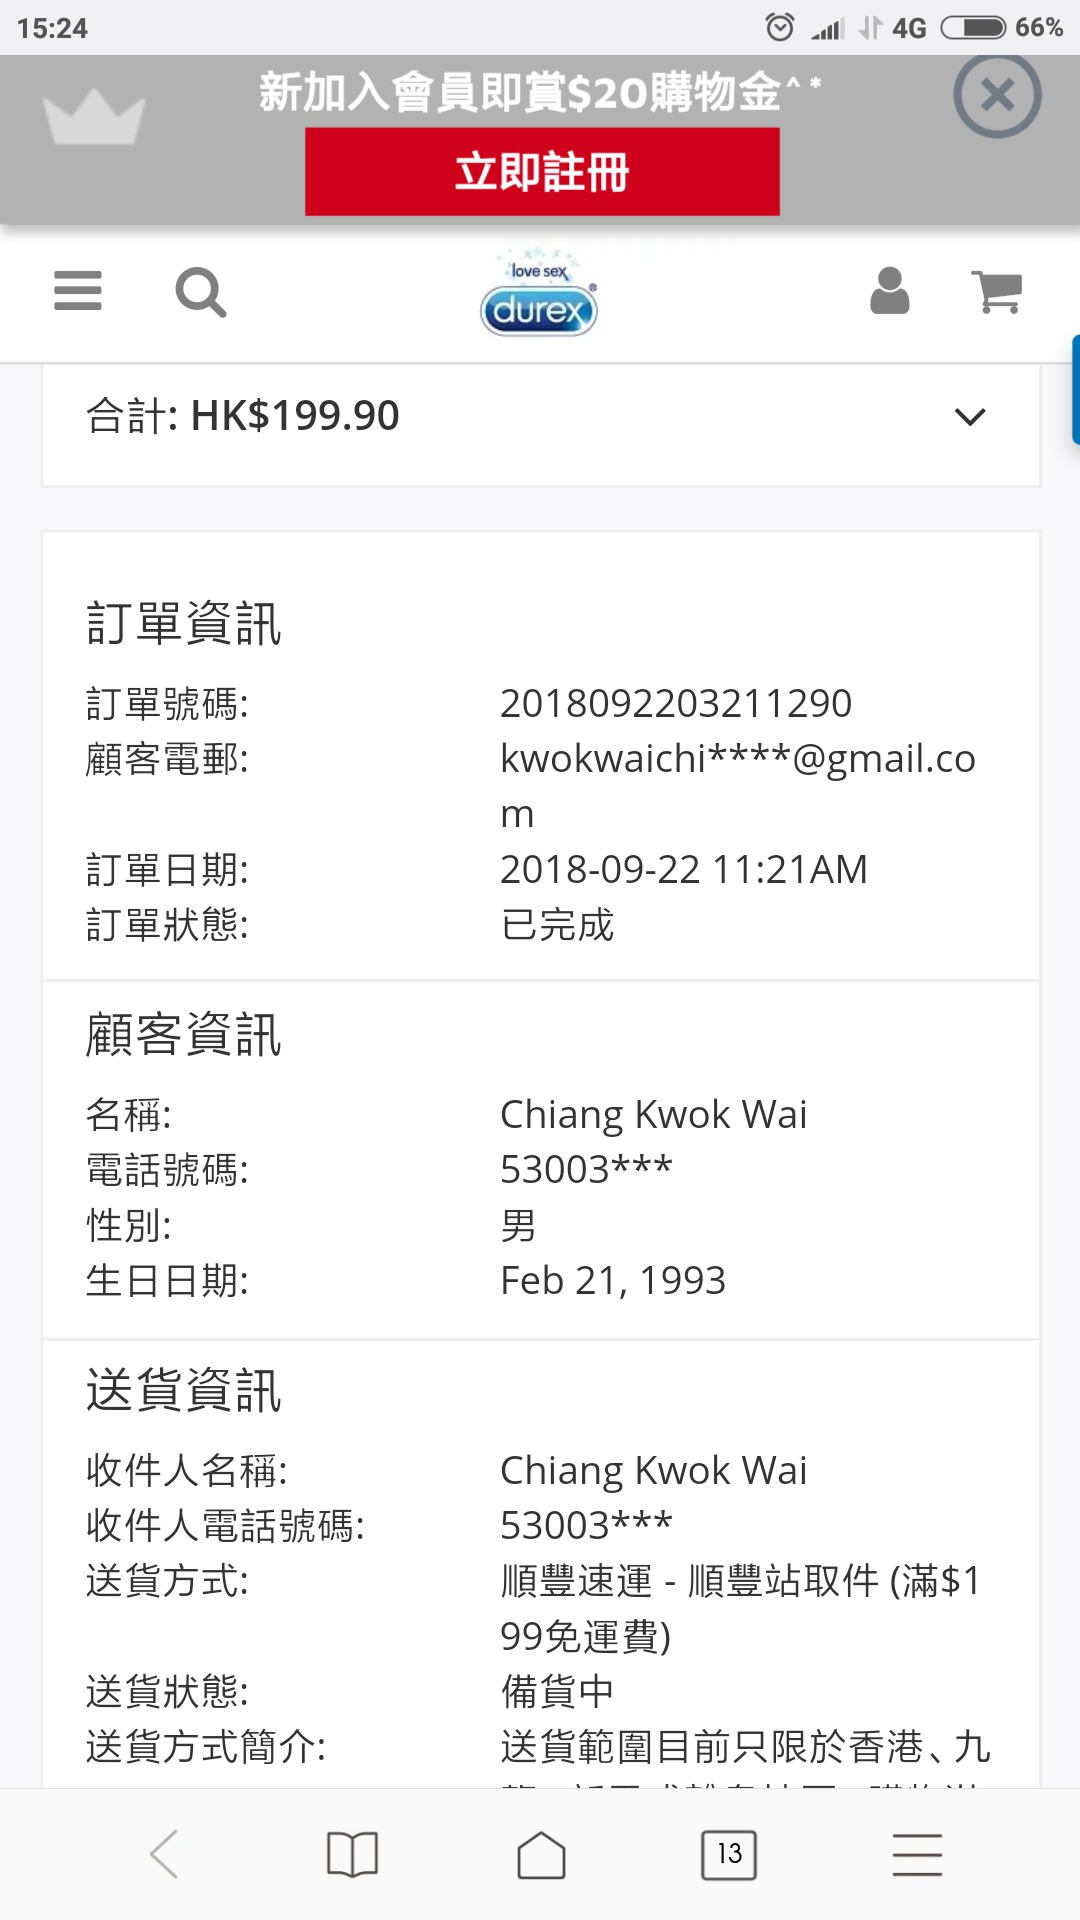 15:24 4G 66%
新加入會員即賞$20購物金^*
立即註冊
love sex
durex®
合計: HK$199.90
訂單資訊
訂單號碼: 2018092203211290
顧客電郵: kwokwaichi****@gmail.co
m
訂單日期: 2018-09-22 11:21AM
訂單狀態: 已完成
顧客資訊
名稱: Chiang Kwok Wai
電話號碼: 53003***
性別: 男
生日日期: Feb 21, 1993
送貨資訊
收件人名稱: Chiang Kwok Wai
收件人電話號碼: 53003***
送貨方式: 順豐速運 - 順豐站取件 (滿$1
99免運費)
送貨狀態: 備貨中
送貨方式簡介: 送貨範圍目前只限於香港、九
13